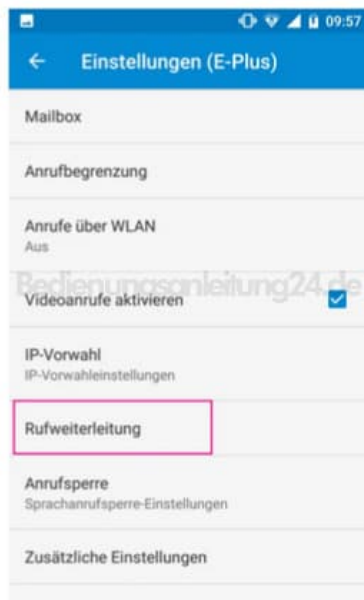 09:57
Einstellungen (E-Plus)
Mailbox
Anrufbegrenzung
Anrufe über WLAN
Aus
Bedienungsanleitung24.de
Videoanrufe aktivieren
IP-Vorwahl
IP-Vorwahleinstellungen
Rufweiterleitung
Anrufsperre
Sprachanrufsperre-Einstellungen
Zusätzliche Einstellungen